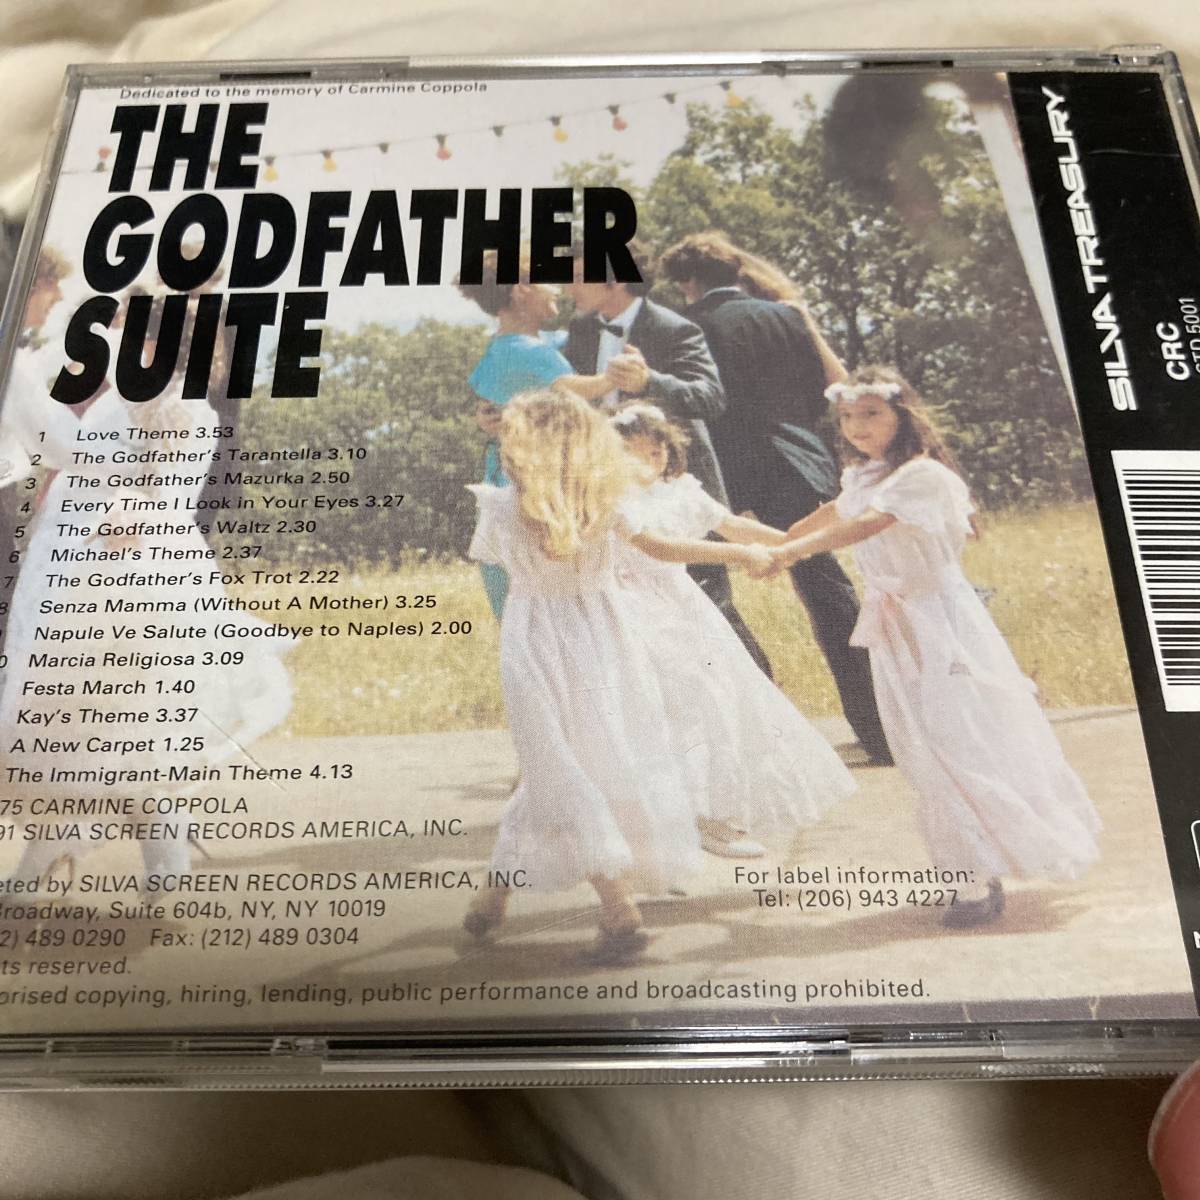 Dedicated to the memory of Carmine Coppola
THE
GODFATHER
SUITE
1 Love Theme 3.53
2 The Godfather's Tarantella 3.10
3 The Godfather's Mazurka 2.50
4 Every Time I Look in Your Eyes 3.27
5 The Godfather's Waltz 2.30
6 Michael's Theme 2.37
7 The Godfather's Fox Trot 2.22
8 Senza Mamma (Without A Mother) 3.25
Napule Ve Salute (Goodbye to Naples) 2.00
0 Marcia Religiosa 3.09
Festa March 1.40
Kay's Theme 3.37
A New Carpet 1.25
The Immigrant-Main Theme 4.13
75 CARMINE COPPOLA
91 SILVA SCREEN RECORDS AMERICA, INC.
eted by SILVA SCREEN RECORDS AMERICA, INC.
Broadway, Suite 604b, NY, NY 10019
2) 489 0290 Fax: (212) 489 0304
ts reserved.
orised copying, hiring, lending, public performance and broadcasting prohibited.
For label information:
Tel: (206) 943 4227
SILVA TREASURY
CRC
5001